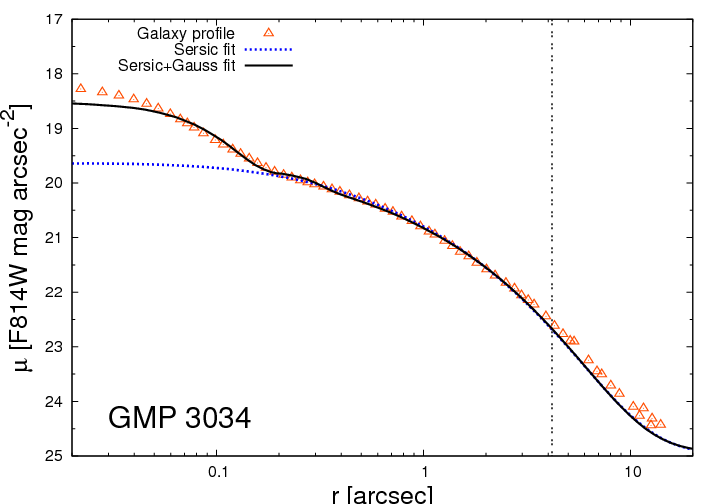 17
18
19
20
21
22
23
24
25
0.1
1
10
μ [F814W mag arcsec-2]
r [arcsec]
Galaxy profile
Sersic fit
Sersic+Gauss fit
GMP 3034